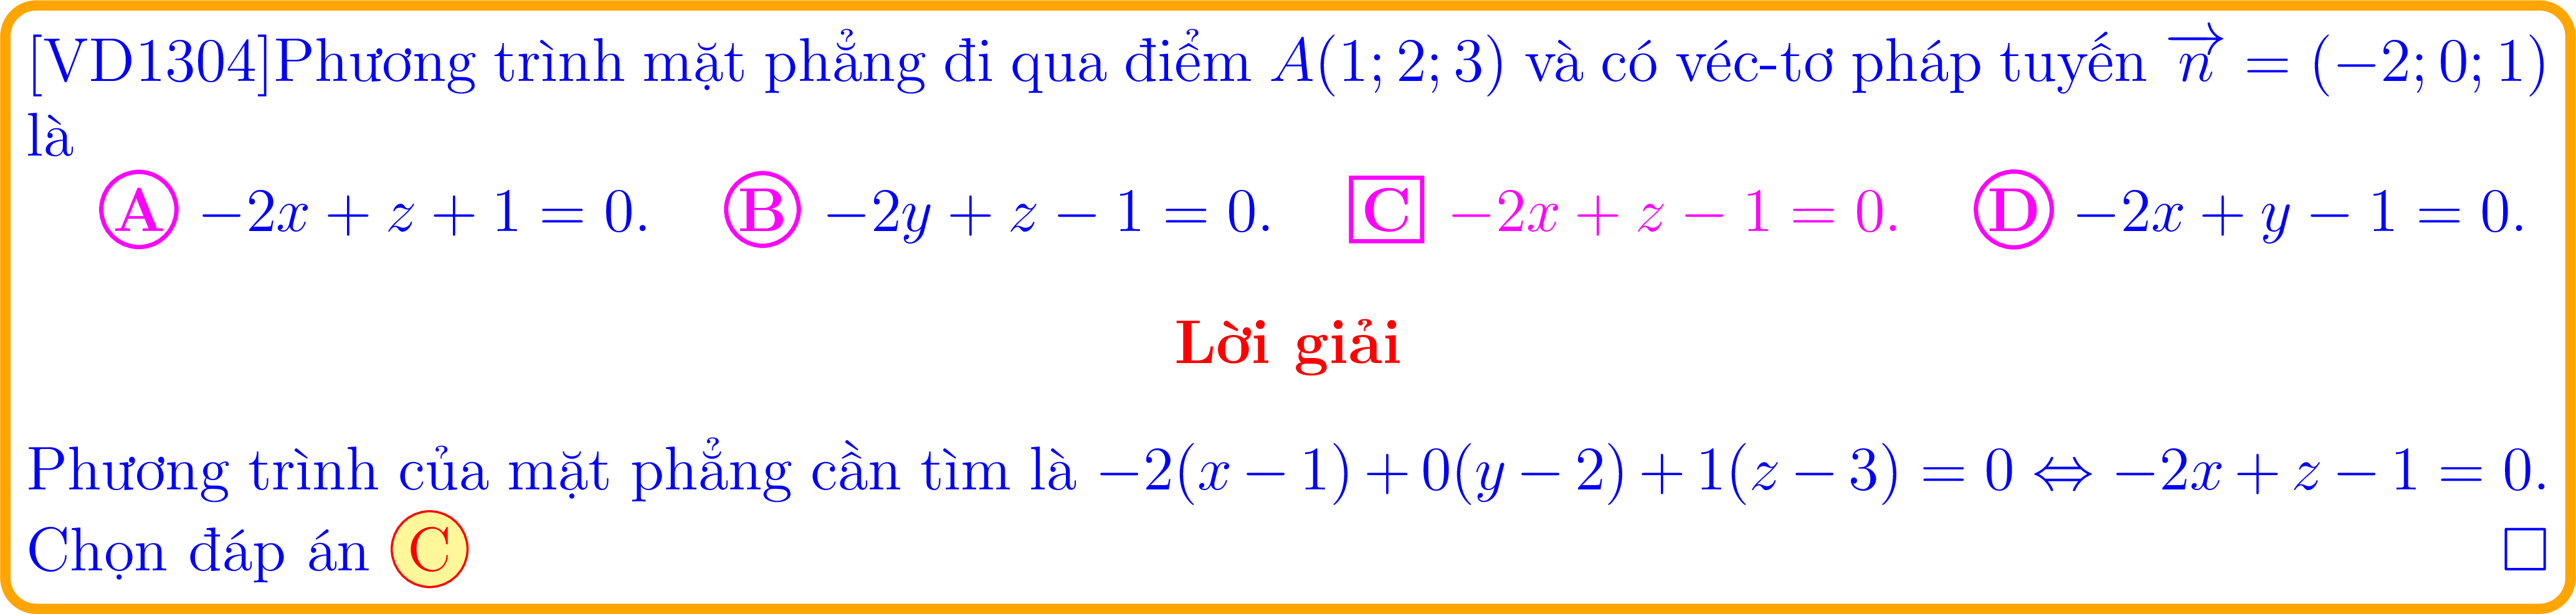 [VD1304]Phương trình mặt phẳng đi qua điểm A(1; 2; 3) và có véc-tơ pháp tuyến $\overrightarrow{n}$ = (−2; 0; 1)
là
A −2x + z + 1 = 0. B −2y + z − 1 = 0. C −2x + z − 1 = 0. D −2x + y − 1 = 0.
Lời giải
Phương trình của mặt phẳng cần tìm là −2(x − 1) + 0(y − 2) + 1(z − 3) = 0 ⇔ −2x + z − 1 = 0.
Chọn đáp án C □